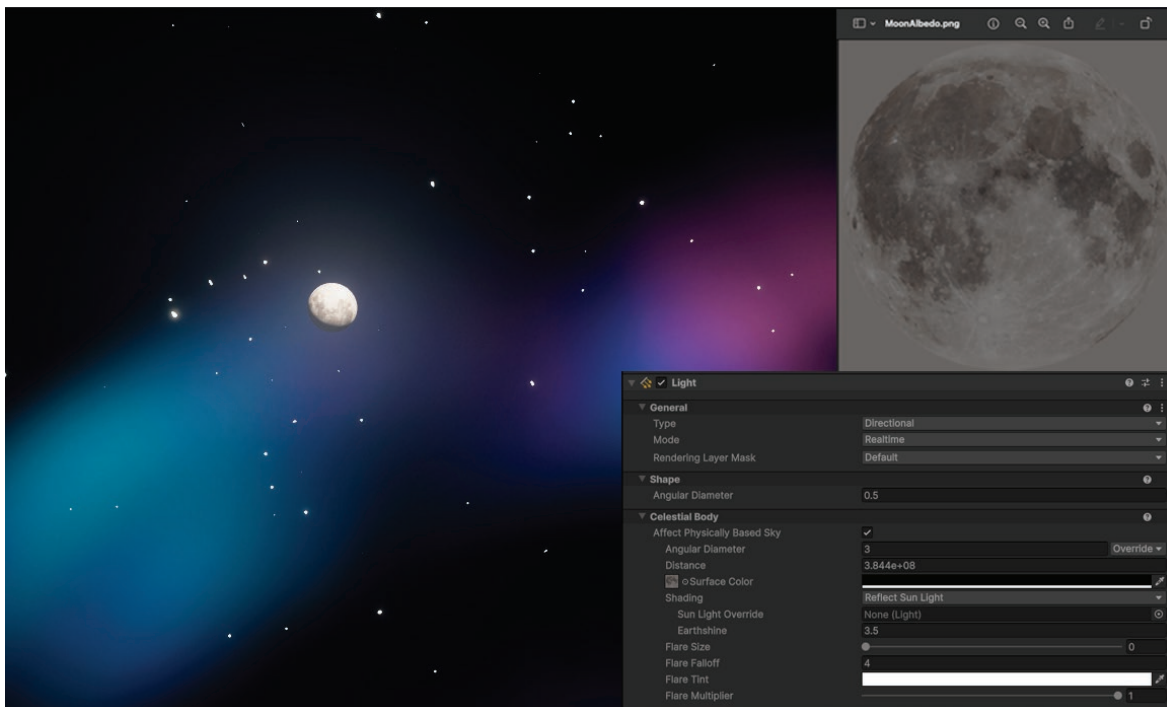 MoonAlbedo.png
Light
General
Type Directional
Mode Realtime
Rendering Layer Mask Default
Shape
Angular Diameter 0.5
Celestial Body
Affect Physically Based Sky
Angular Diameter 3 Override
Distance 3.844e+08
Surface Color
Shading Reflect Sun Light
Sun Light Override None (Light)
Earthshine 3.5
Flare Size 0
Flare Falloff 4
Flare Tint
Flare Multiplier 1